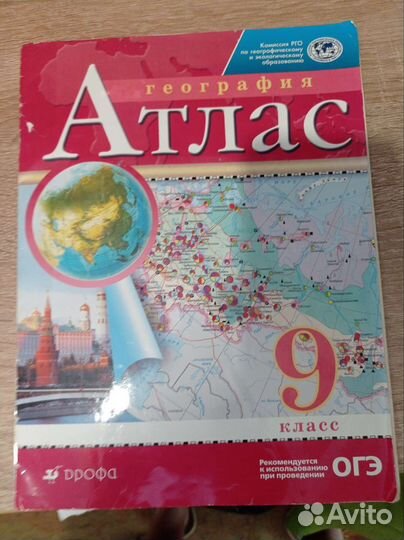 Комиссия РГО
по географическому
и экологическому
образованию
география
Атлас
9
класс
дрофа
Рекомендуется
к использованию
при проведении
ОГЭ
Avito